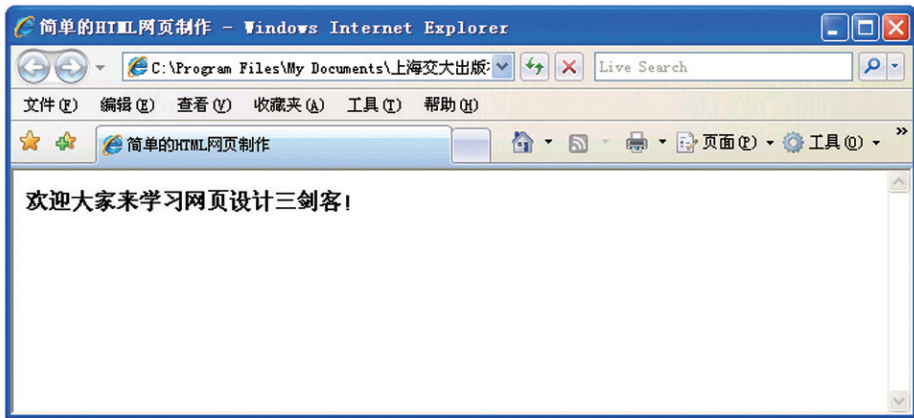 简单的HTML网页制作 - Windows Internet Explorer
C:\Program Files\My Documents\上海交大出版 Live Search
文件(F) 编辑(E) 查看(V) 收藏夹(A) 工具(T) 帮助(H)
简单的HTML网页制作 页面(P) 工具(O) »
欢迎大家来学习网页设计三剑客!